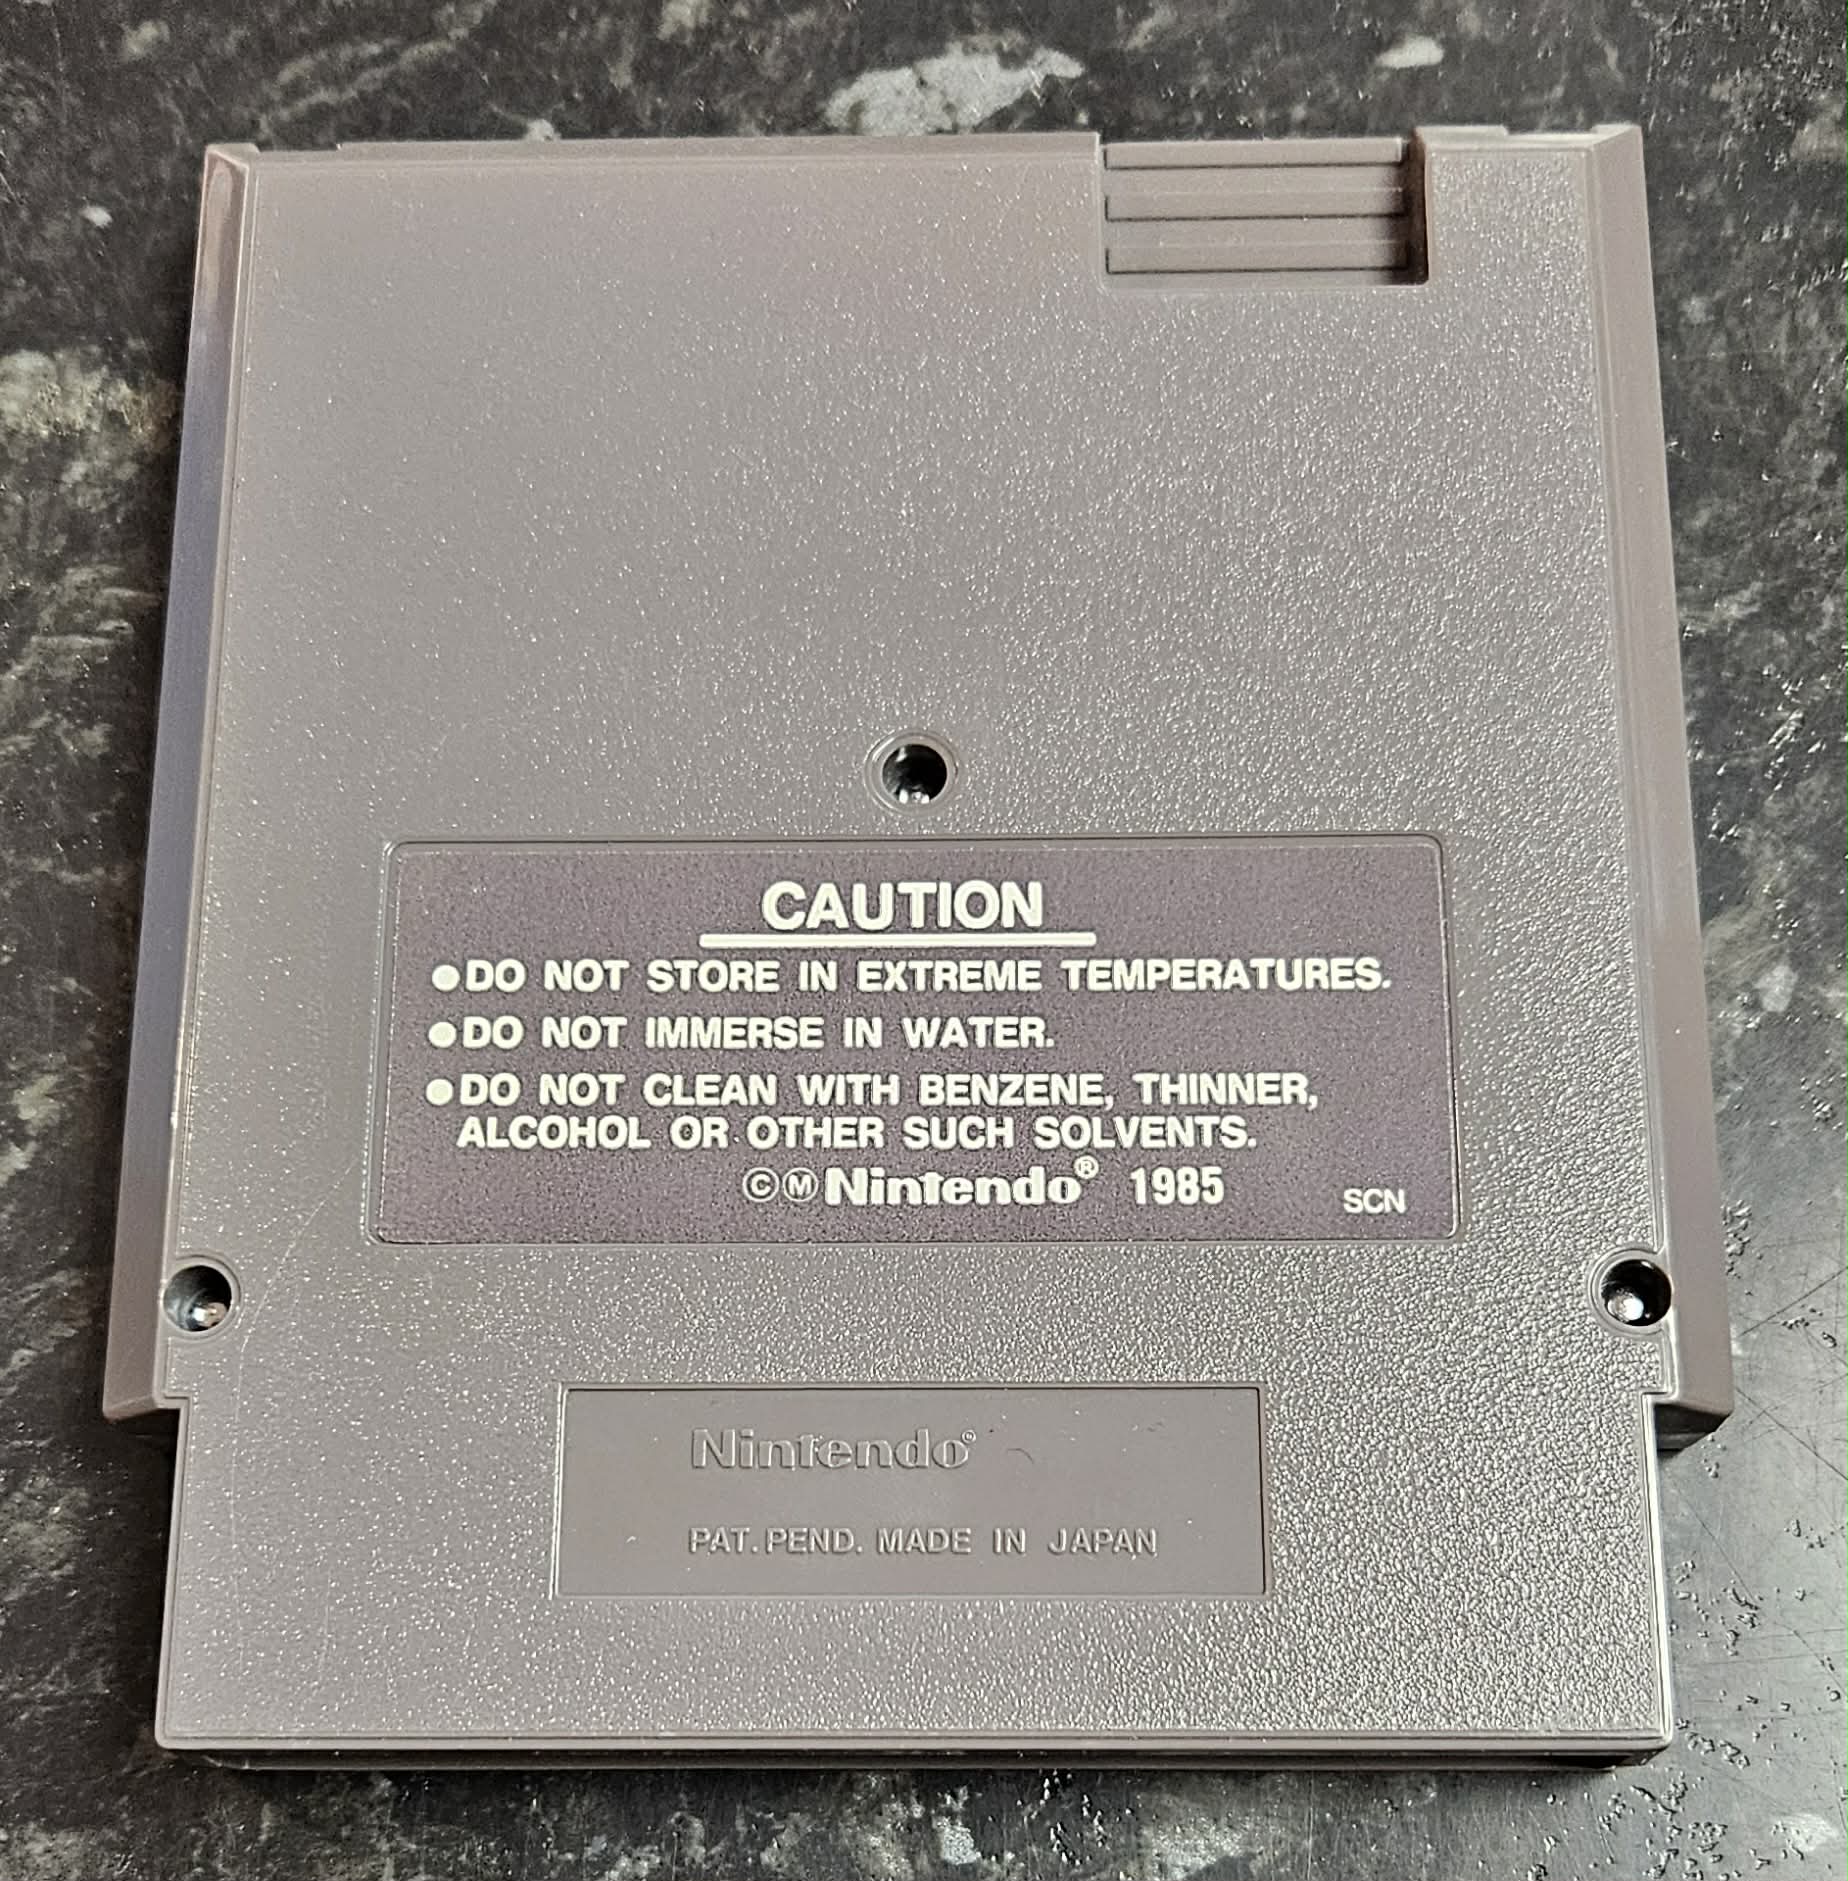 CAUTION
●DO NOT STORE IN EXTREME TEMPERATURES.
●DO NOT IMMERSE IN WATER.
●DO NOT CLEAN WITH BENZENE, THINNER,
ALCOHOL OR OTHER SUCH SOLVENTS.
©Ⓜ Nintendo® 1985
SCN
Nintendo®
PAT. PEND. MADE IN JAPAN